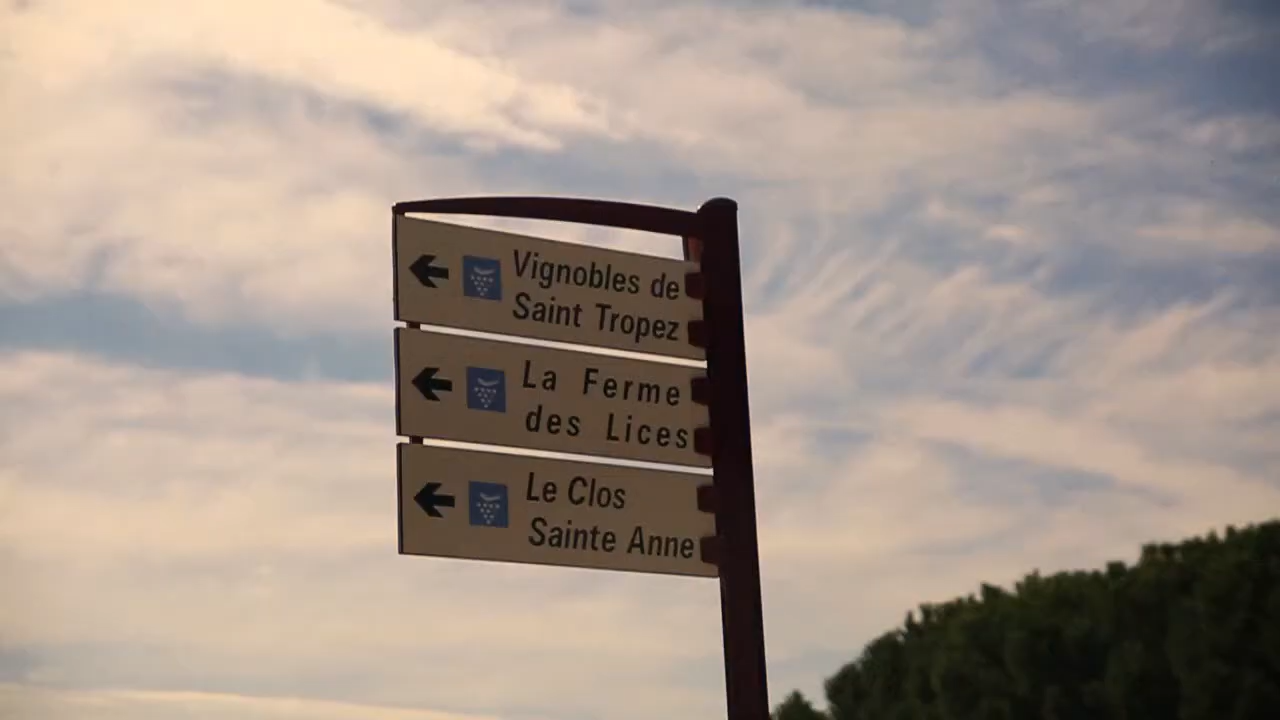 Vignobles de
Saint Tropez
La Ferme
des Lices
Le Clos
Sainte Anne